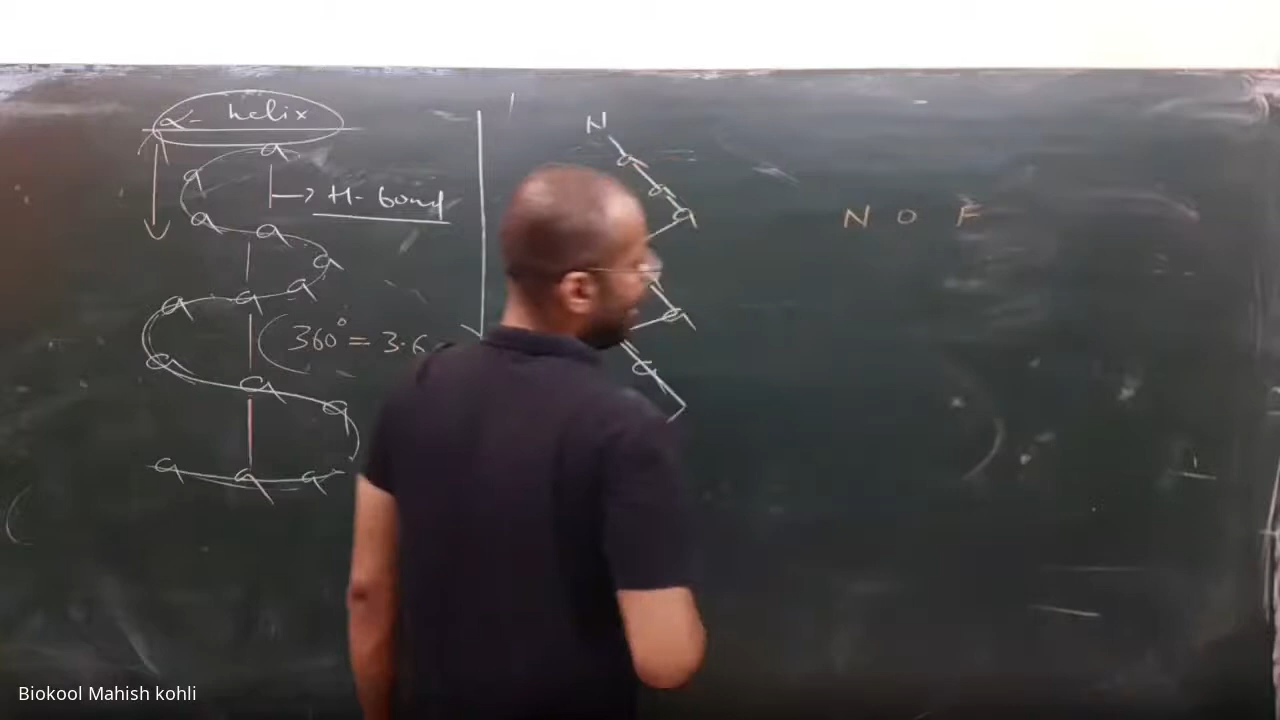 α- helix
→ H-bond
360° = 3.6
N
N O F
Biokool Mahish kohli